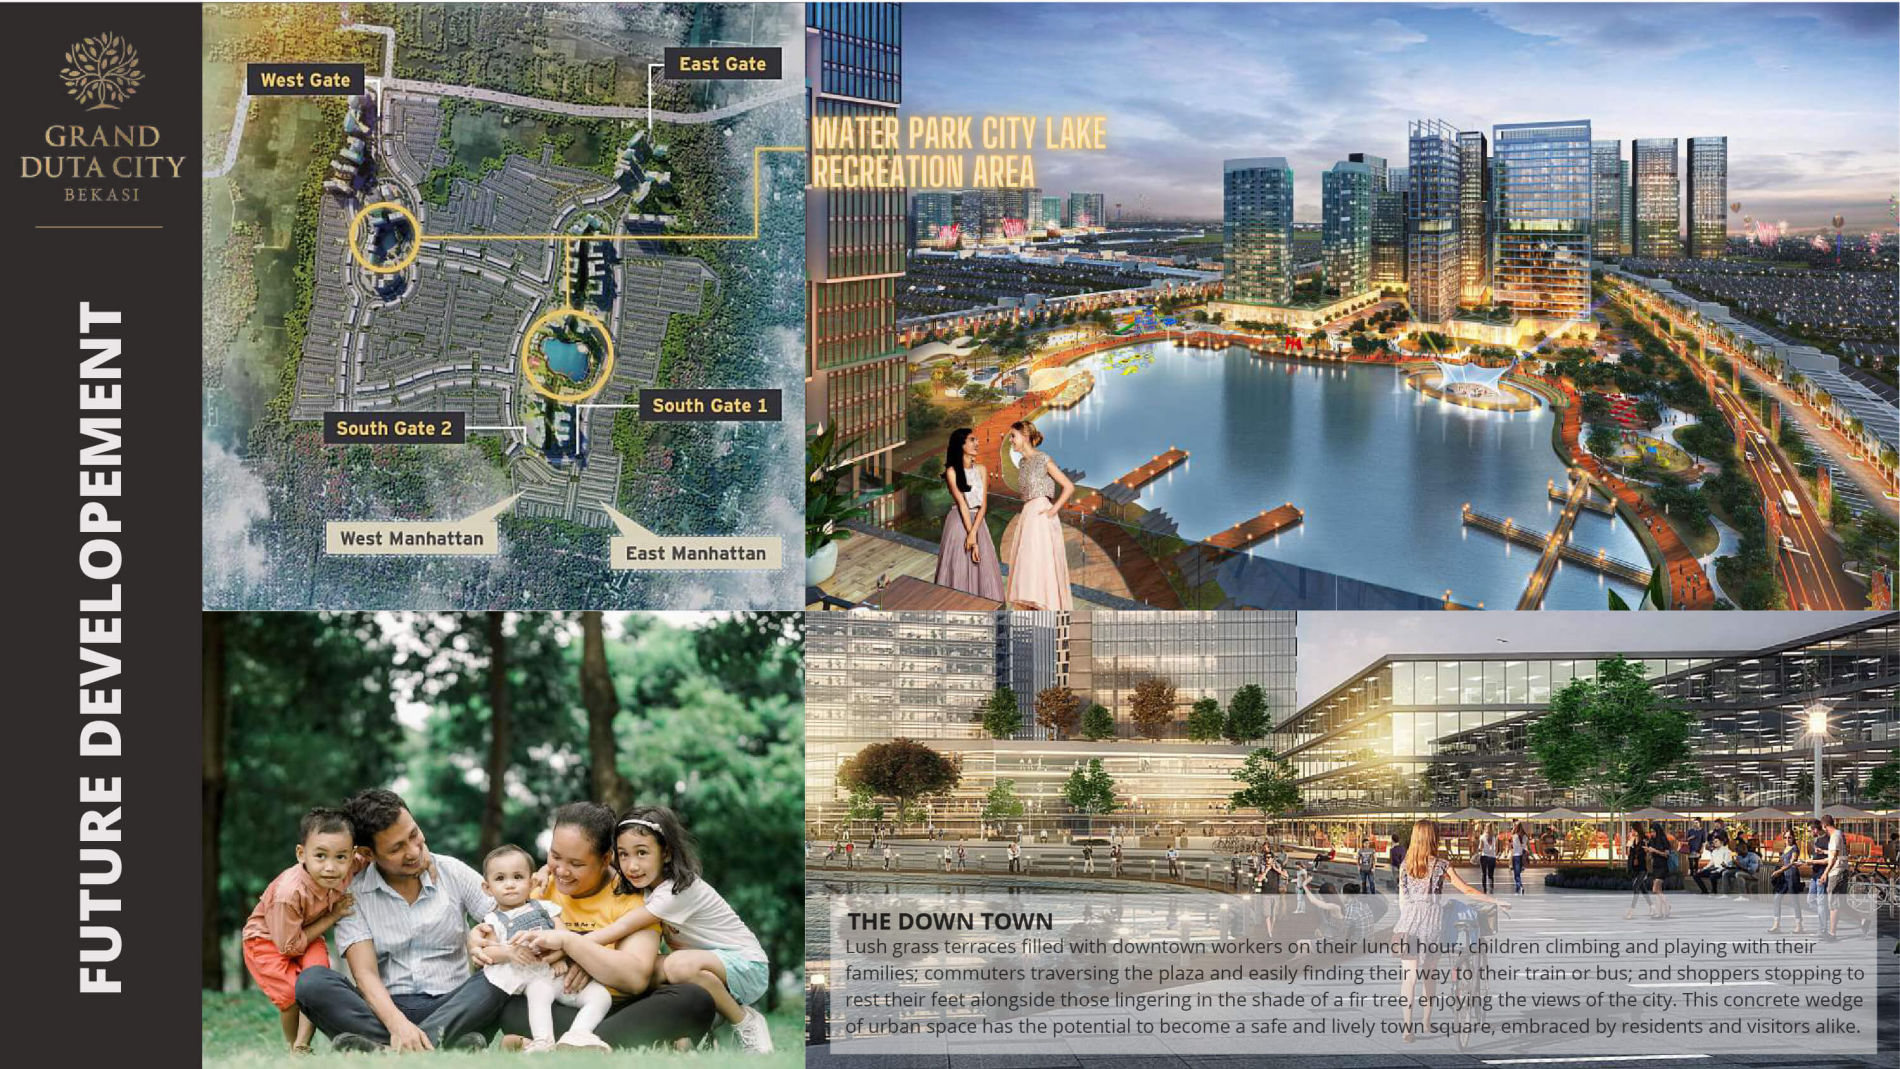 GRAND
DUTA CITY
BEKASI
FUTURE DEVELOPEMENT
West Gate
East Gate
South Gate 1
South Gate 2
West Manhattan
East Manhattan
WATER PARK CITY LAKE
RECREATION AREA
THE DOWN TOWN
Lush grass terraces filled with downtown workers on their lunch hour; children climbing and playing with their
families; commuters traversing the plaza and easily finding their way to their train or bus; and shoppers stopping to
rest their feet alongside those lingering in the shade of a fir tree, enjoying the views of the city. This concrete wedge
of urban space has the potential to become a safe and lively town square, embraced by residents and visitors alike.